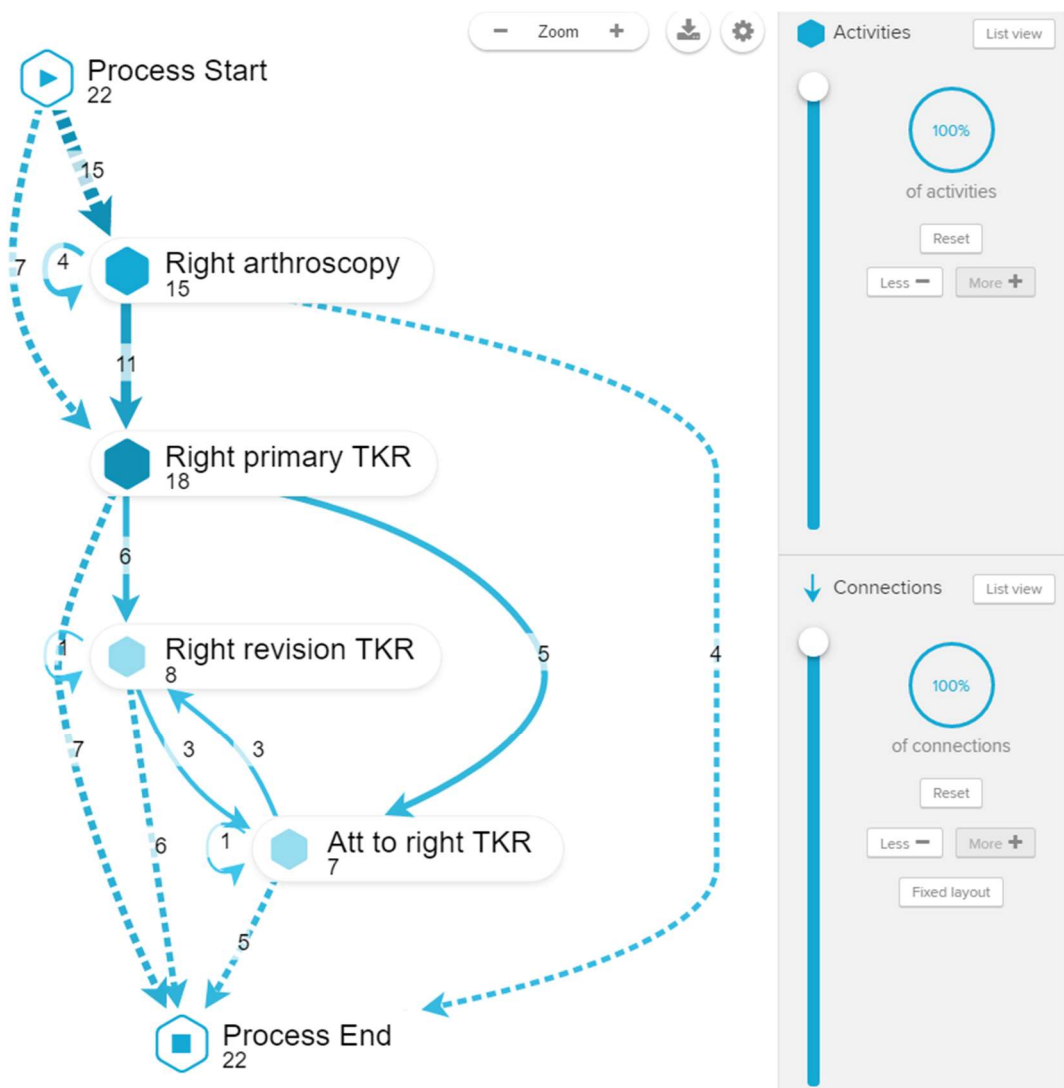 Zoom
Process Start
22
15
7
4
Right arthroscopy
15
11
Right primary TKR
18
6
5
4
1
Right revision TKR
8
7
3
3
6
1
Att to right TKR
7
5
Process End
22
Activities
List view
100%
of activities
Reset
Less −
More +
Connections
List view
100%
of connections
Reset
Less −
More +
Fixed layout